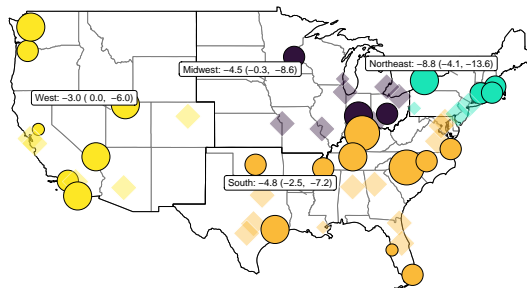 Northeast: −8.8 (−4.1, −13.6)
Midwest: −4.5 (−0.3, −8.6)
West: −3.0 ( 0.0, −6.0)
South: −4.8 (−2.5, −7.2)